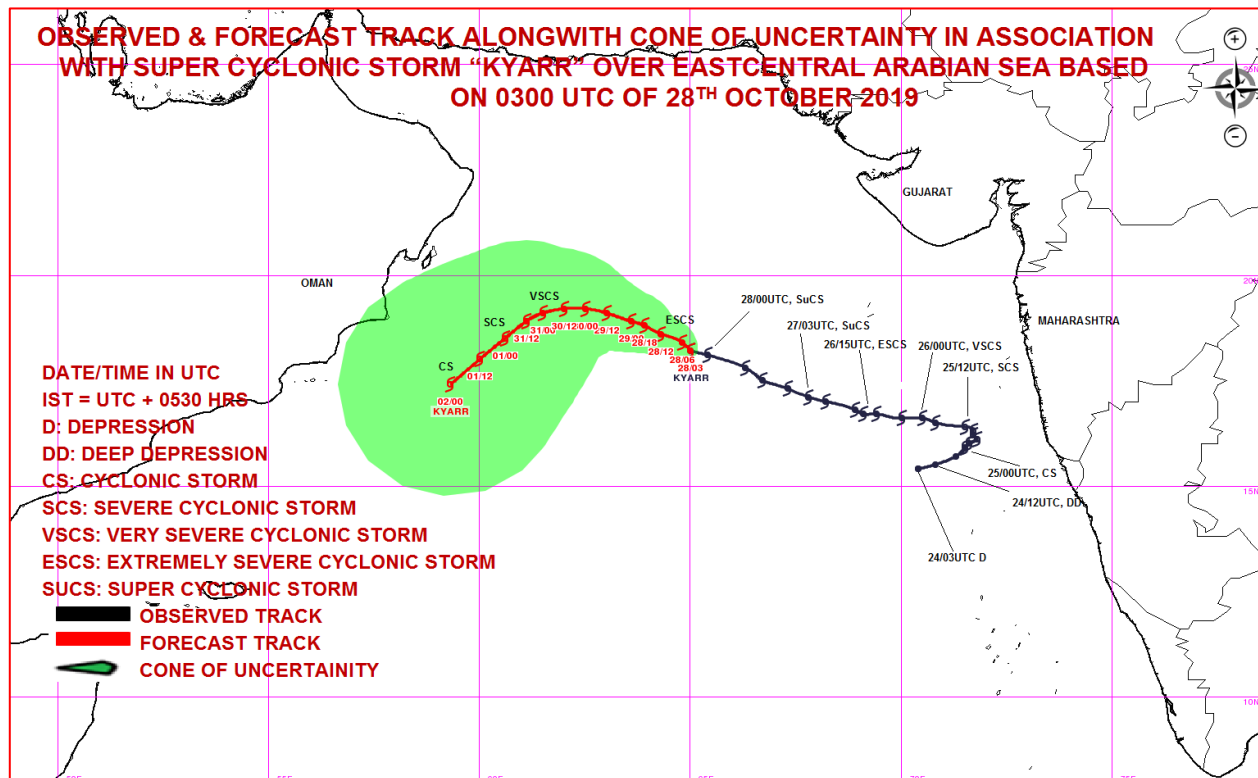 OBSERVED & FORECAST TRACK ALONGWITH CONE OF UNCERTAINTY IN ASSOCIATION
WITH SUPER CYCLONIC STORM “KYARR” OVER EASTCENTRAL ARABIAN SEA BASED
ON 0300 UTC OF 28TH OCTOBER 2019
GUJARAT
OMAN
20N
MAHARASHTRA
28/00UTC, SuCS
27/03UTC, SuCS
26/15UTC, ESCS
26/00UTC, VSCS
25/12UTC, SCS
25/00UTC, CS
24/12UTC, DD
24/03UTC D
VSCS
SCS
CS
ESCS
31/00
30/12
29/12
28/18
28/12
28/06
28/03
KYARR
31/12
01/00
01/12
02/00
KYARR
15N
10N
DATE/TIME IN UTC
IST = UTC + 0530 HRS
D: DEPRESSION
DD: DEEP DEPRESSION
CS: CYCLONIC STORM
SCS: SEVERE CYCLONIC STORM
VSCS: VERY SEVERE CYCLONIC STORM
ESCS: EXTREMELY SEVERE CYCLONIC STORM
SUCS: SUPER CYCLONIC STORM
OBSERVED TRACK
FORECAST TRACK
CONE OF UNCERTAINITY